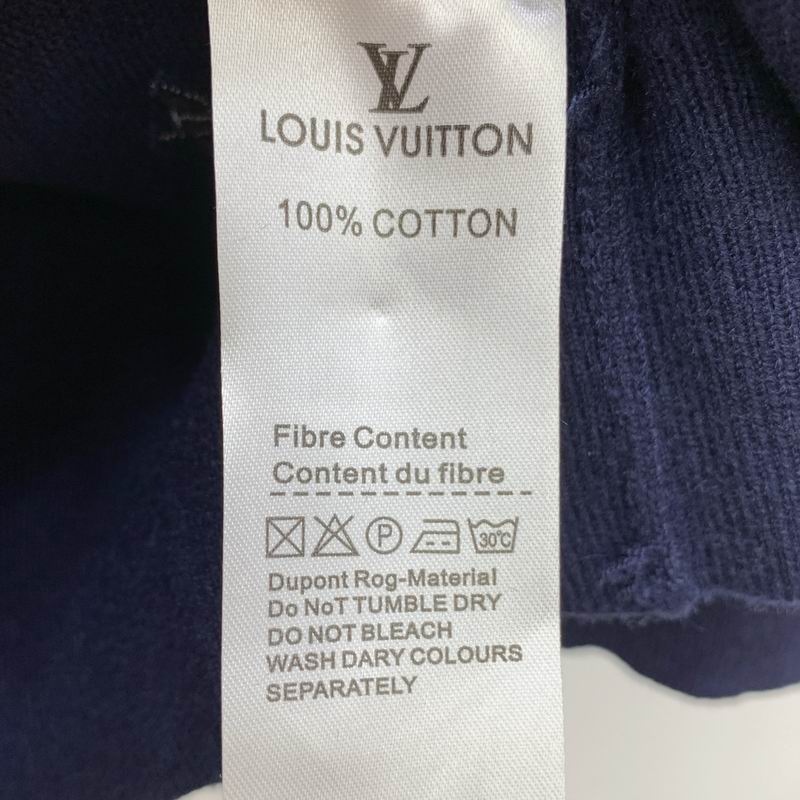 LV
LOUIS VUITTON
100% COTTON
Fibre Content
Content du fibre
P
30℃
Dupont Rog-Material
Do NoT TUMBLE DRY
DO NOT BLEACH
WASH DARY COLOURS
SEPARATELY